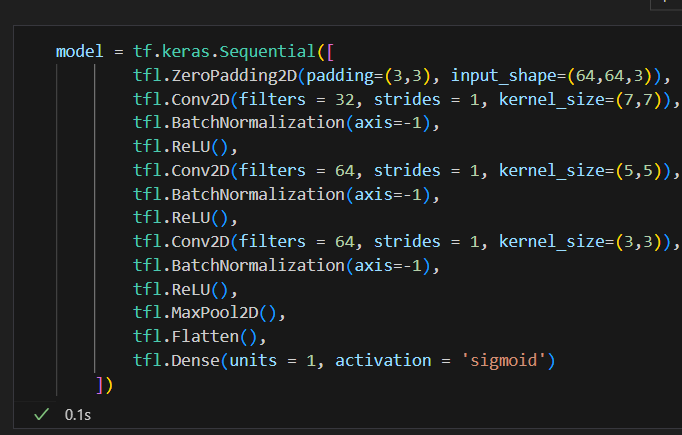 model = tf.keras.Sequential([
tfl.ZeroPadding2D(padding=(3,3), input_shape=(64,64,3)),
tfl.Conv2D(filters = 32, strides = 1, kernel_size=(7,7)),
tfl.BatchNormalization(axis=-1),
tfl.ReLU(),
tfl.Conv2D(filters = 64, strides = 1, kernel_size=(5,5)),
tfl.BatchNormalization(axis=-1),
tfl.ReLU(),
tfl.Conv2D(filters = 64, strides = 1, kernel_size=(3,3)),
tfl.BatchNormalization(axis=-1),
tfl.ReLU(),
tfl.MaxPool2D(),
tfl.Flatten(),
tfl.Dense(units = 1, activation = 'sigmoid')
])
0.1s